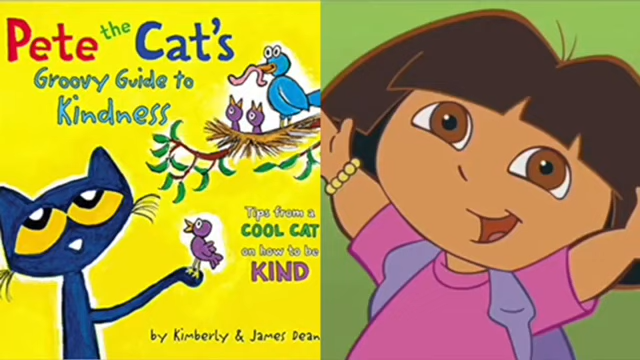 Pete the Cat's
Groovy Guide to
Kindness
Tips from a
COOL CAT
on how to be
KIND
by Kimberly & James Dean